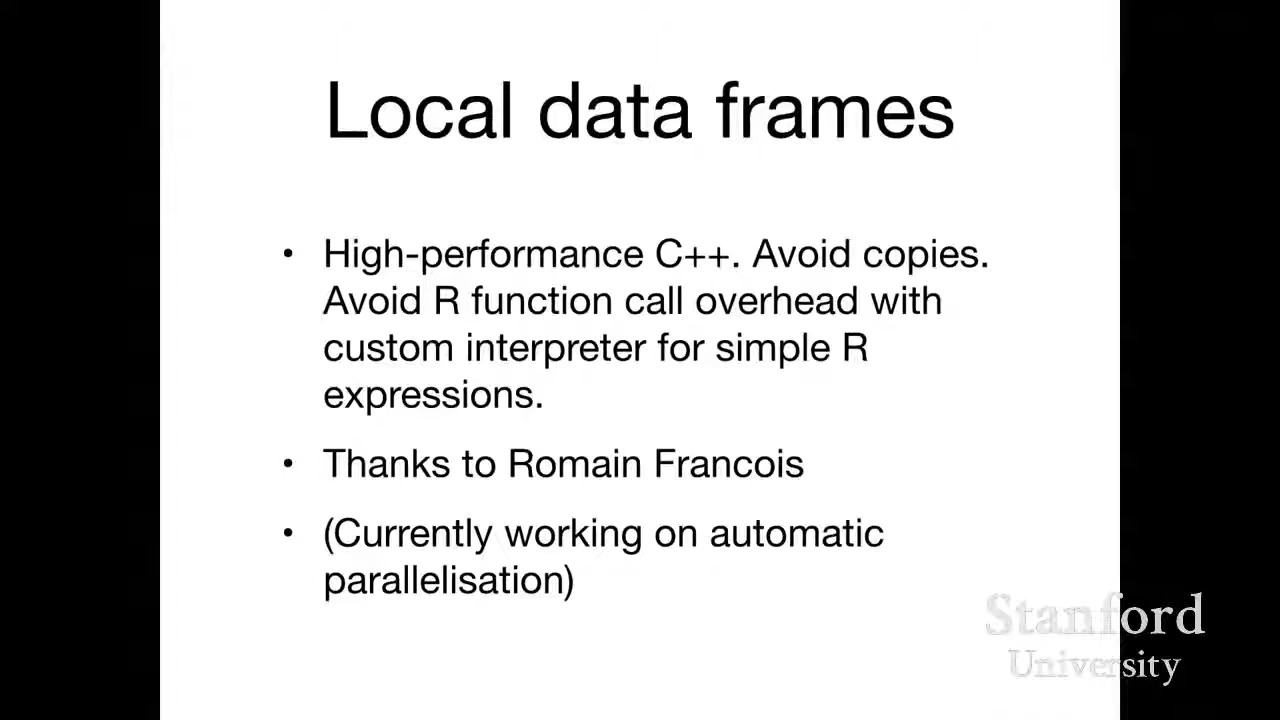 Local data frames
• High-performance C++. Avoid copies.
Avoid R function call overhead with
custom interpreter for simple R
expressions.
• Thanks to Romain Francois
• (Currently working on automatic
parallelisation)
Stanford
University